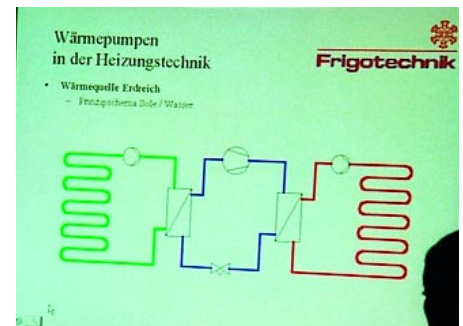 Wärmepumpen
in der Heizungstechnik
Frigotechnik
• Wärmequelle Erdreich
– Prinzipschema Sole / Wasser